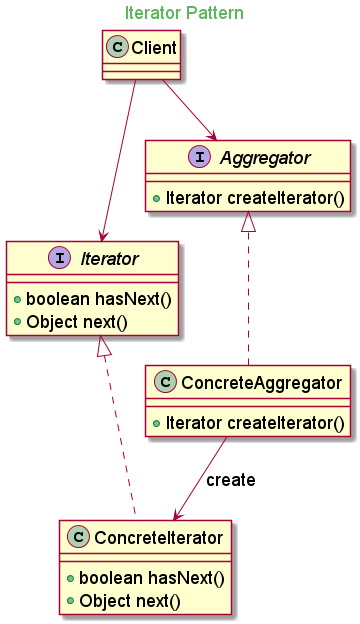 Iterator Pattern
C Client
I Aggregator
Iterator createIterator()
I Iterator
boolean hasNext()
Object next()
C ConcreteAggregator
Iterator createIterator()
create
C ConcreteIterator
boolean hasNext()
Object next()